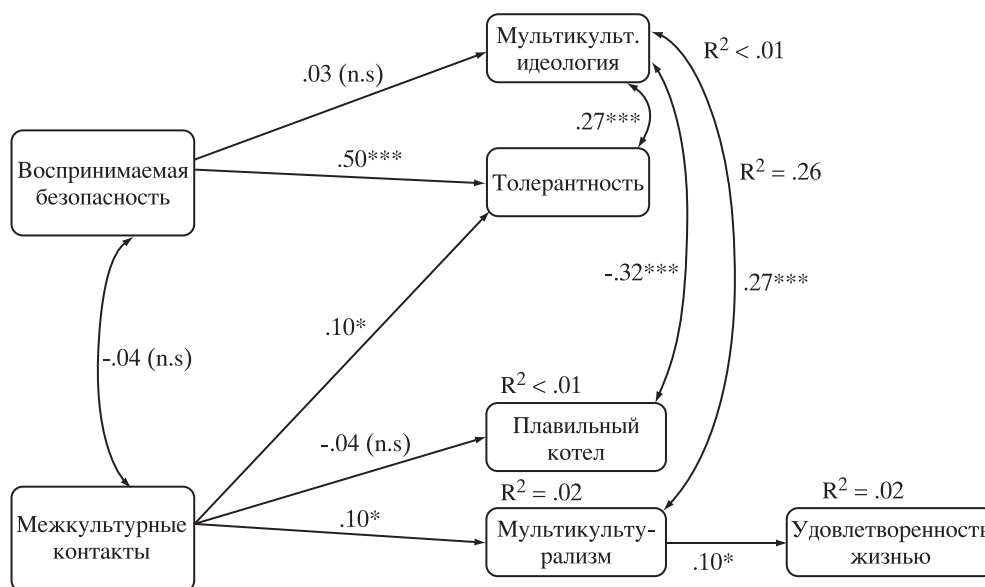 Мультикульт.
идеология
R² < .01
.03 (n.s)
.27***
Воспринимаемая
безопасность
.50***
Толерантность
R² = .26
-.32***
.27***
.10*
-.04 (n.s)
R² < .01
Плавильный
котел
-.04 (n.s)
R² = .02
R² = .02
Межкультурные
контакты
.10*
Мультикульту-
рализм
.10*
Удовлетворенность
жизнью